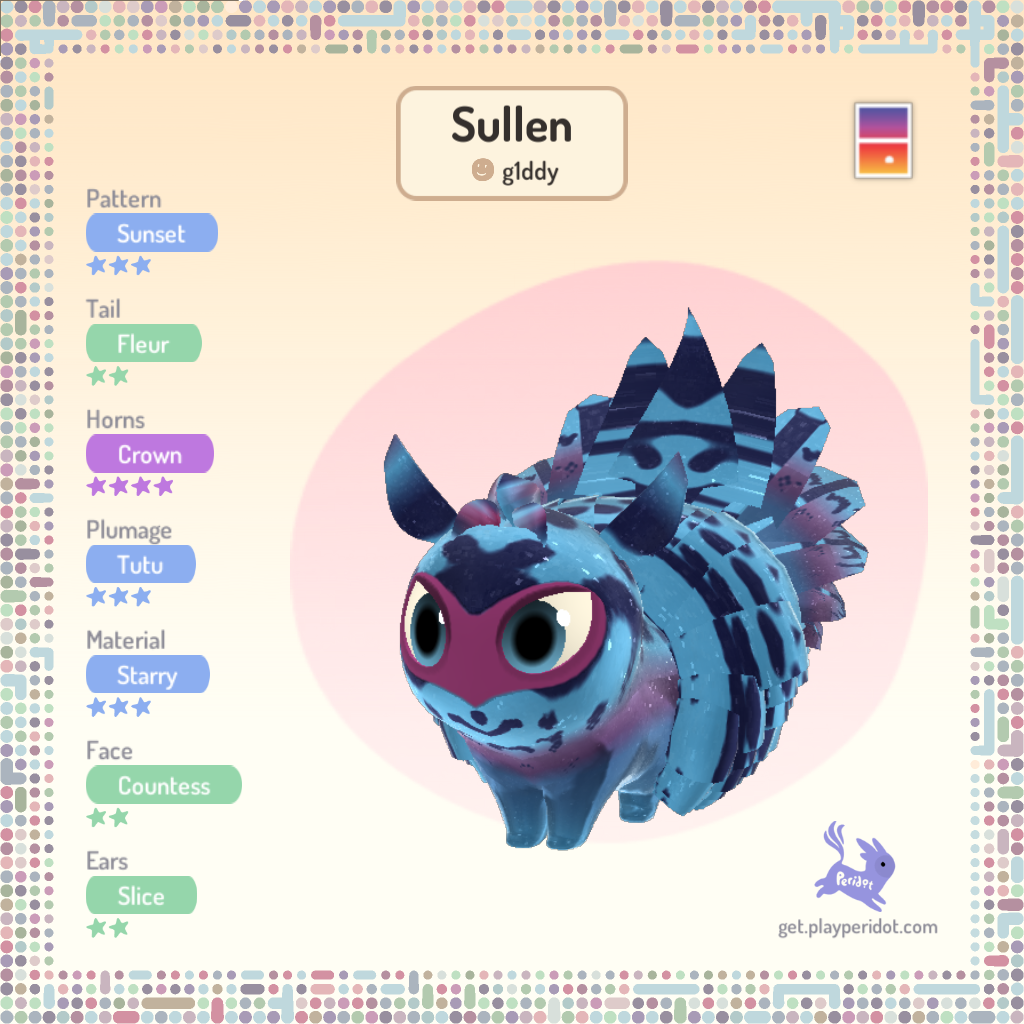 Sullen
g1ddy
Pattern
Sunset
Tail
Fleur
Horns
Crown
Plumage
Tutu
Material
Starry
Face
Countess
Ears
Slice
Peridot
get.playperidot.com